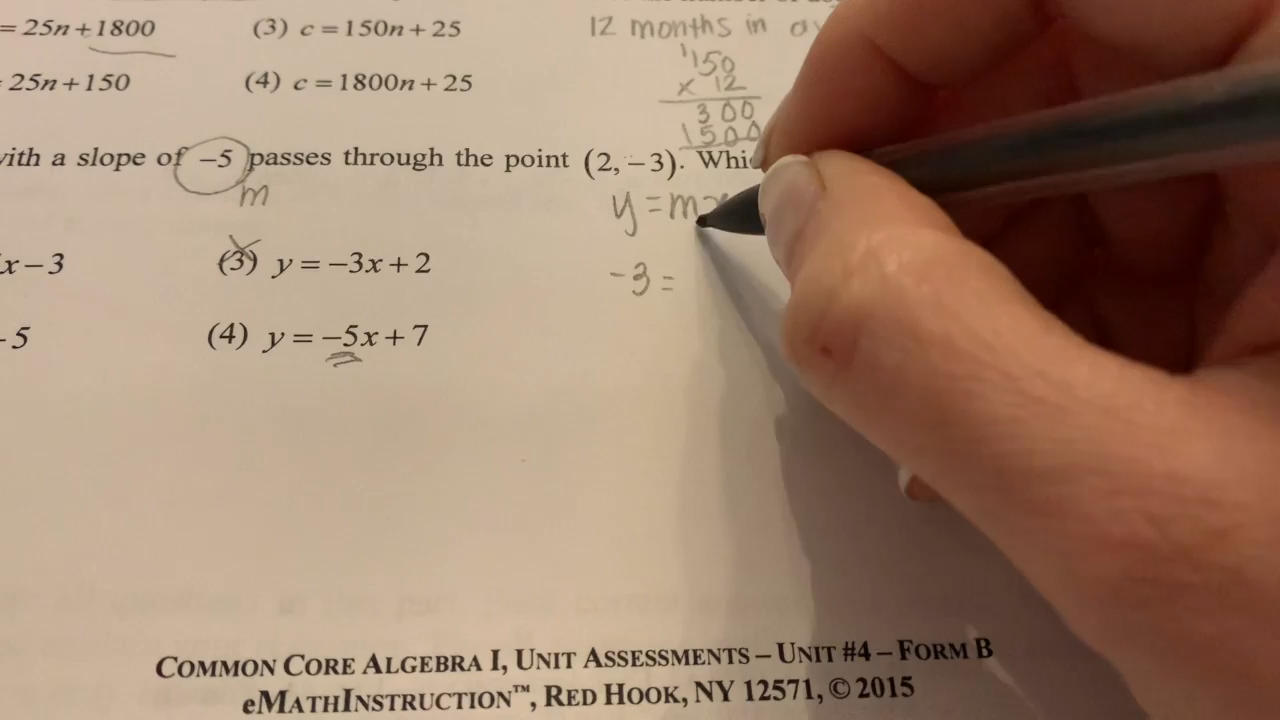 = 25n+1800 (3) c=150n+25
12 months in a
25n+150 (4) c=1800n+25
150
x 12
300
1500
with a slope of -5 passes through the point (2, -3).
m
y = m
x-3 (3) y=-3x+2
-3 =
-5 (4) y=-5x+7
COMMON CORE ALGEBRA I, UNIT ASSESSMENTS – UNIT #4 – FORM B
eMATHINSTRUCTION™, RED HOOK, NY 12571, © 2015